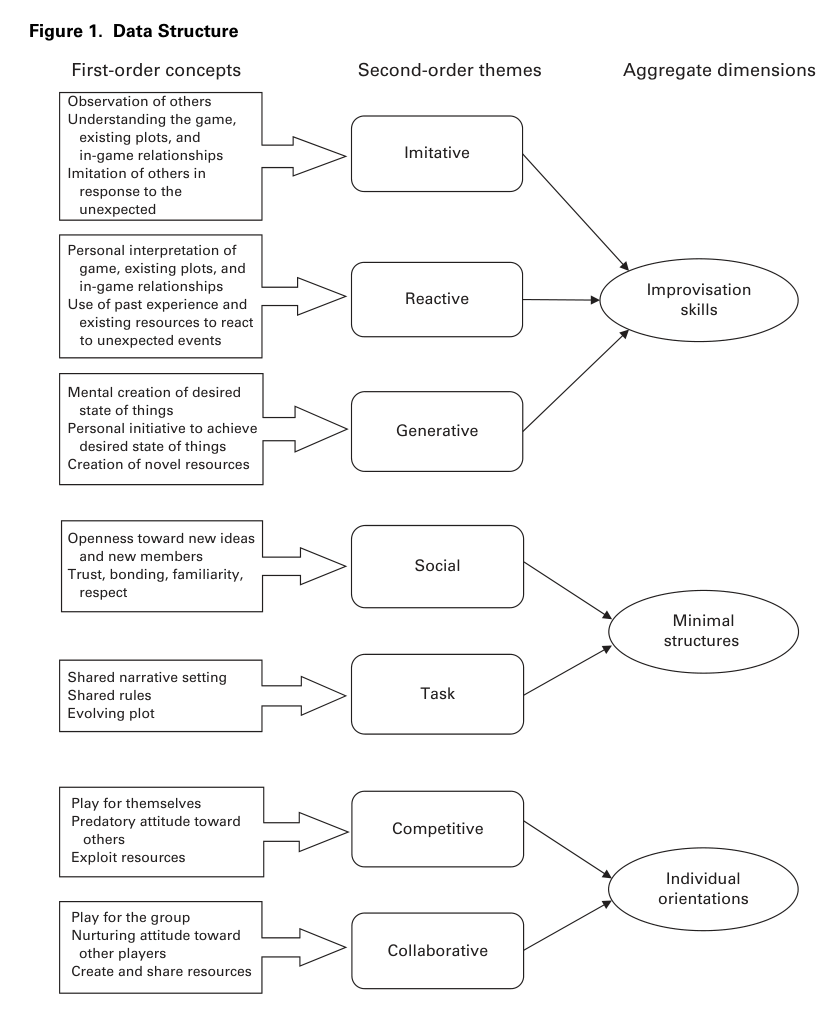 Figure 1. Data Structure
First-order concepts
Second-order themes
Aggregate dimensions
Observation of others
Understanding the game,
existing plots, and
in-game relationships
Imitation of others in
response to the
unexpected
Imitative
Personal interpretation of
game, existing plots, and
in-game relationships
Use of past experience and
existing resources to react
to unexpected events
Reactive
Improvisation
skills
Mental creation of desired
state of things
Personal initiative to achieve
desired state of things
Creation of novel resources
Generative
Openness toward new ideas
and new members
Trust, bonding, familiarity,
respect
Social
Minimal
structures
Shared narrative setting
Shared rules
Evolving plot
Task
Play for themselves
Predatory attitude toward
others
Exploit resources
Competitive
Individual
orientations
Play for the group
Nurturing attitude toward
other players
Create and share resources
Collaborative